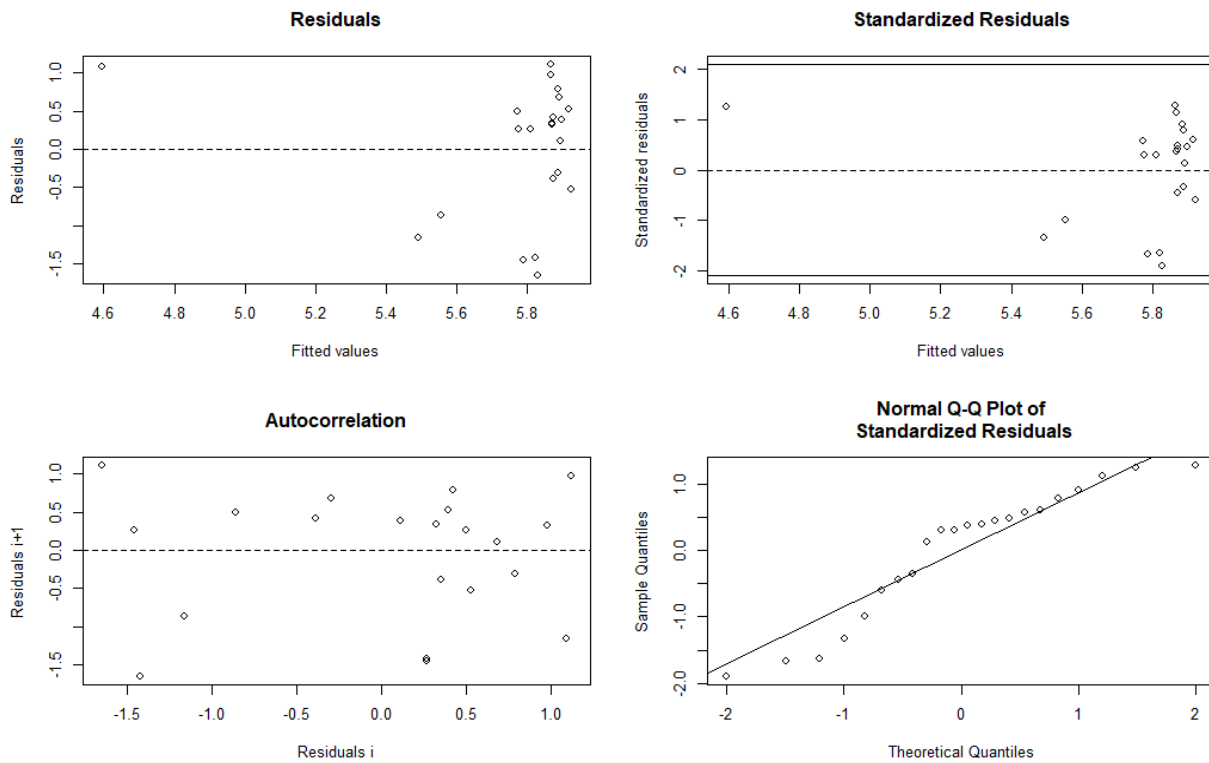 Residuals
Residuals
1.0
0.5
0.0
-0.5
-1.5
4.6 4.8 5.0 5.2 5.4 5.6 5.8
Fitted values
Standardized Residuals
Standardized residuals
2
1
0
-1
-2
4.6 4.8 5.0 5.2 5.4 5.6 5.8
Fitted values
Autocorrelation
Residuals i+1
1.0
0.5
0.0
-0.5
-1.5
-1.5 -1.0 -0.5 0.0 0.5 1.0
Residuals i
Normal Q-Q Plot of
Standardized Residuals
Sample Quantiles
1.0
0.0
-1.0
-2.0
-2 -1 0 1 2
Theoretical Quantiles